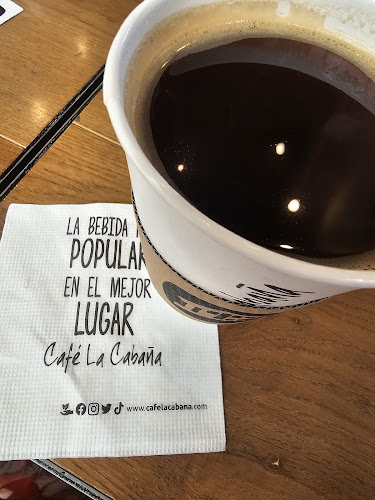 LA BEBIDA
POPULAR
EN EL MEJOR
LUGAR
Café La Cabaña
www.cafelacabana.com